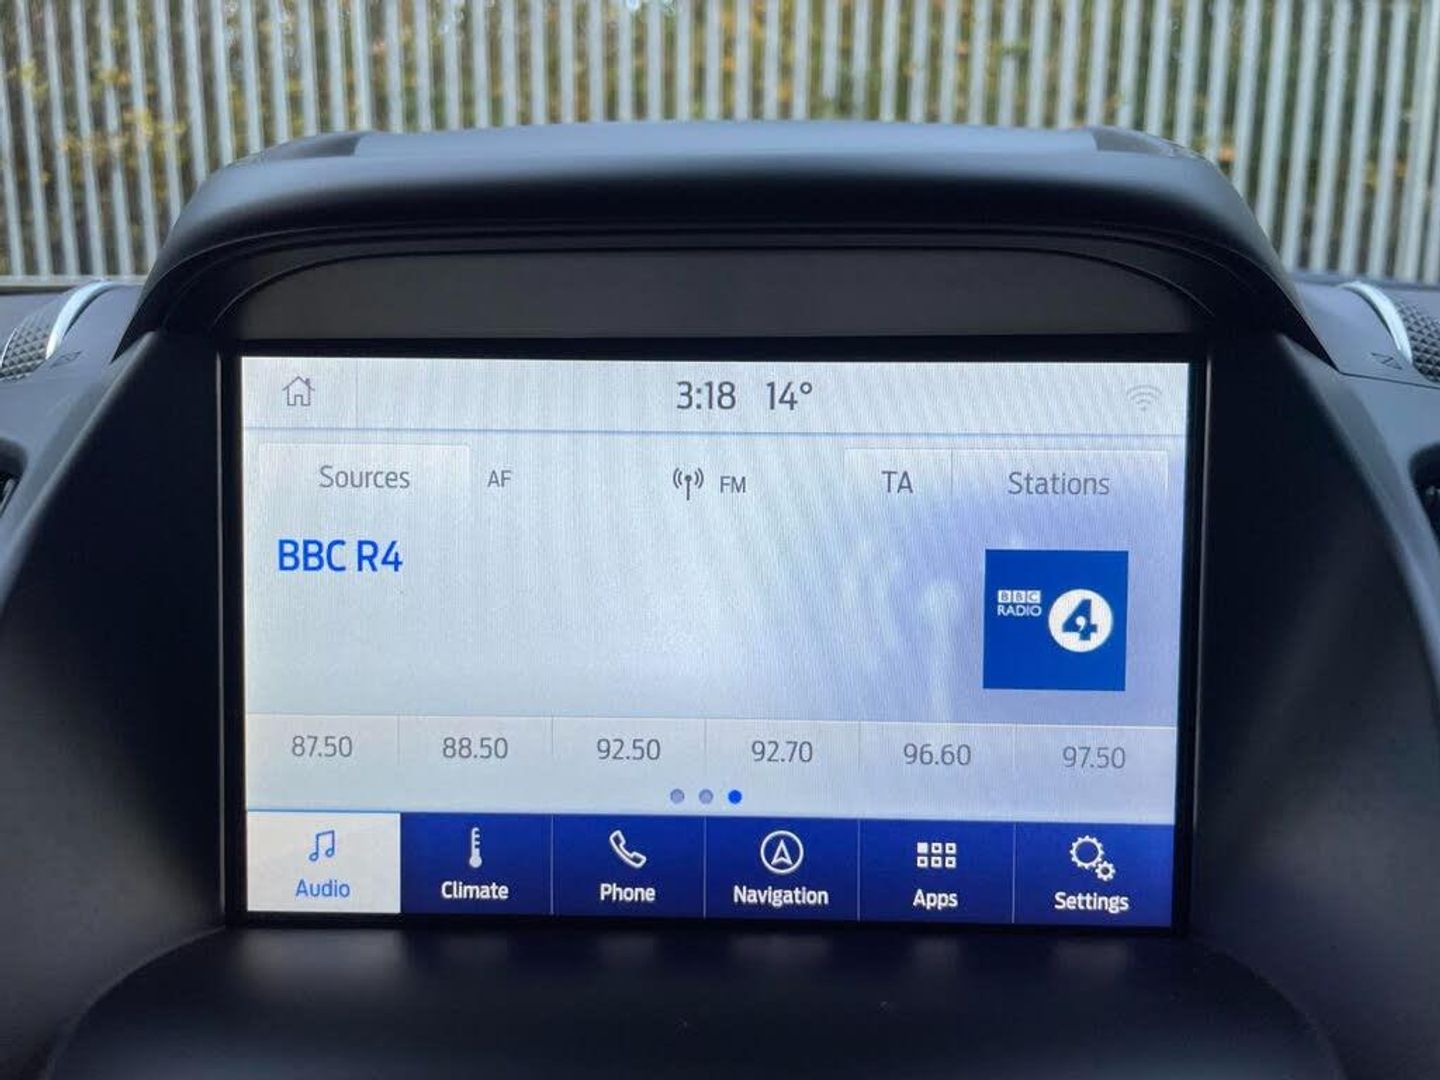 3:18 14°
Sources AF FM TA Stations
BBC R4
BBC
RADIO 4
87.50 88.50 92.50 92.70 96.60 97.50
Audio Climate Phone Navigation Apps Settings